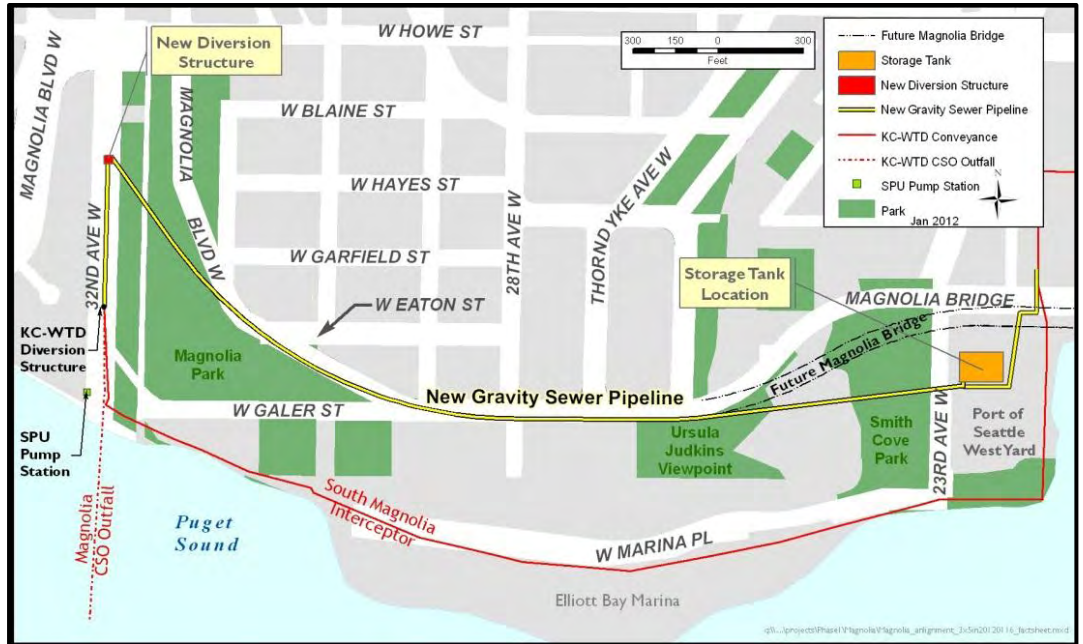 W HOWE ST
New Diversion
Structure
MAGNOLIA BLVD W
MAGNOLIA
BLVD W
W BLAINE ST
W HAYES ST
W GARFIELD ST
W EATON ST
32ND AVE W
28TH AVE W
THORNDYKE AVE W
300 150 0 300
Feet
Future Magnolia Bridge
Storage Tank
New Diversion Structure
New Gravity Sewer Pipeline
KC-WTD Conveyance
KC-WTD CSO Outfall
SPU Pump Station
Park
N
Jan 2012
Storage Tank
Location
MAGNOLIA BRIDGE
Future Magnolia Bridge
KC-WTD
Diversion
Structure
Magnolia
Park
New Gravity Sewer Pipeline
W GALER ST
SPU
Pump
Station
Ursula
Judkins
Viewpoint
Smith
Cove
Park
23RD AVE W
Port of
Seattle
West Yard
Magnolia
CSO Outfall
Puget
Sound
South Magnolia
Interceptor
W MARINA PL
Elliott Bay Marina